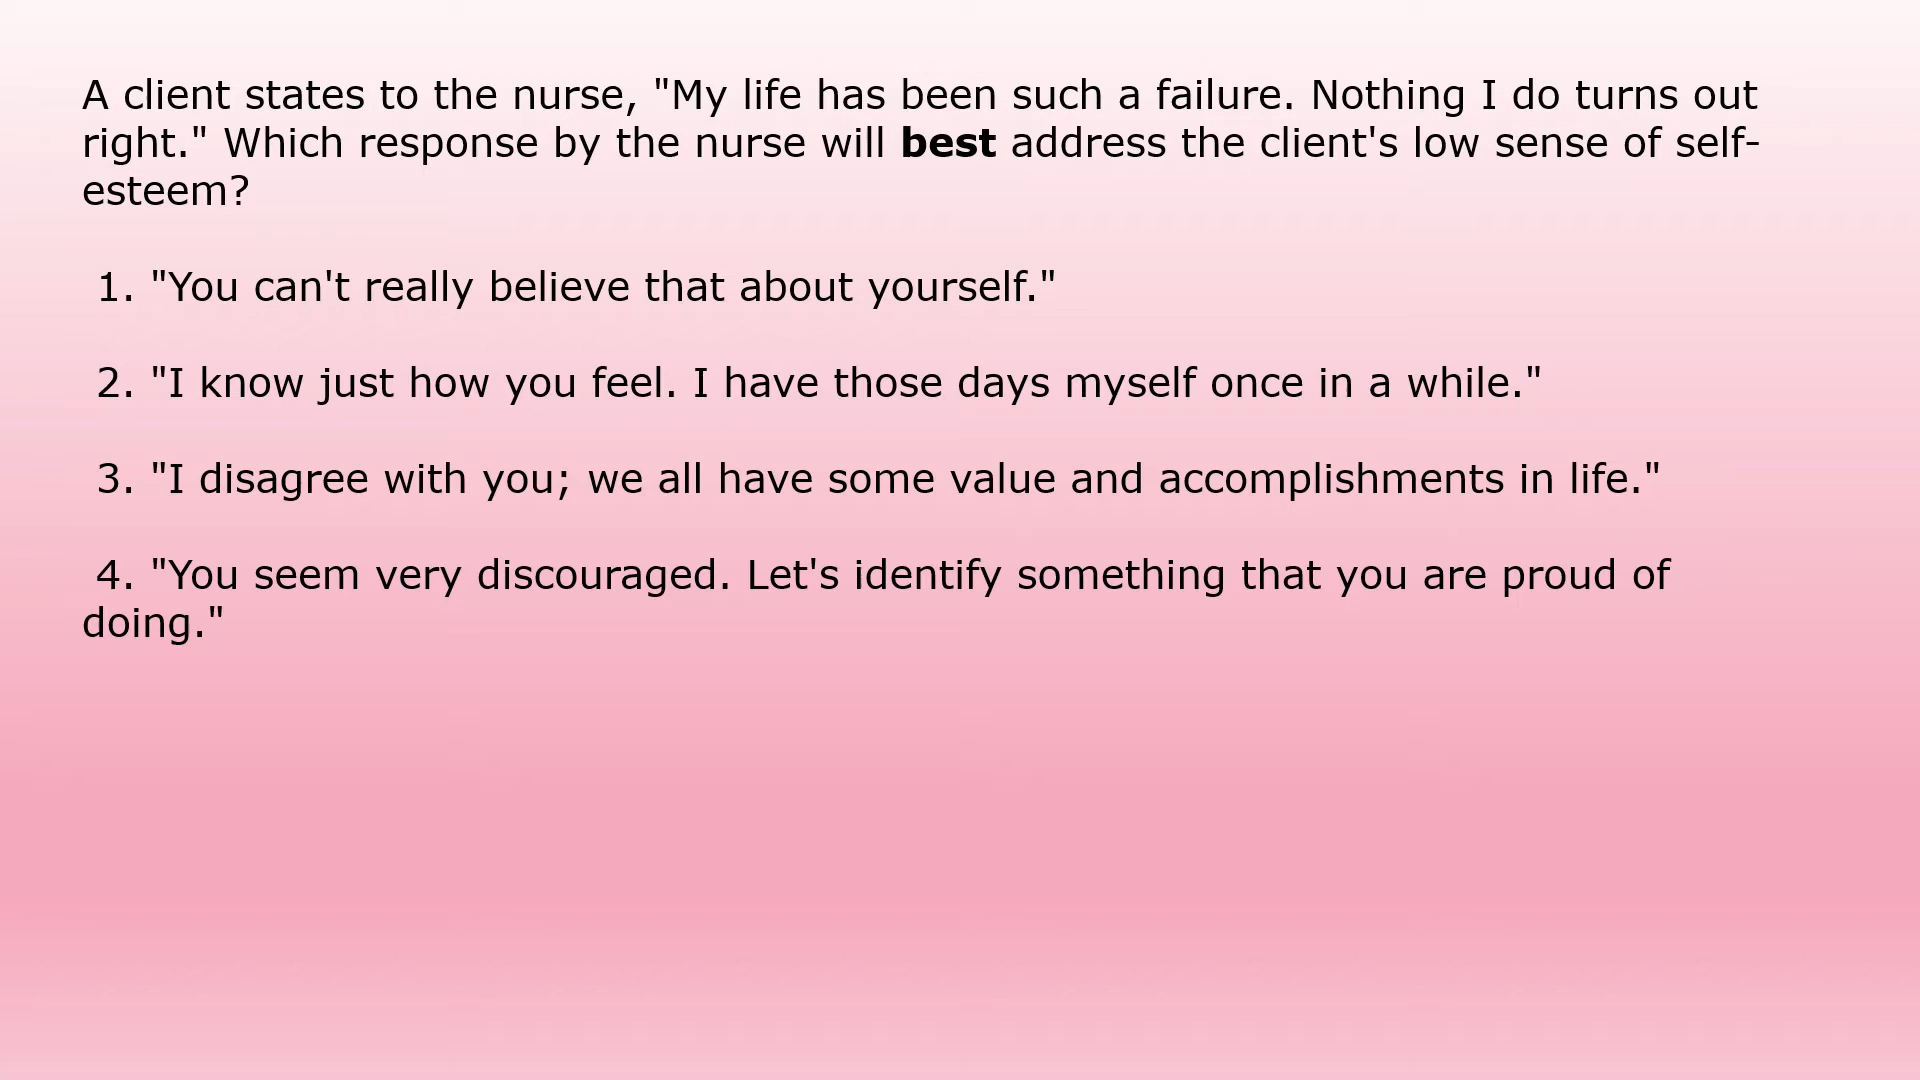 A client states to the nurse, "My life has been such a failure. Nothing I do turns out
right." Which response by the nurse will best address the client's low sense of self-
esteem?
1. "You can't really believe that about yourself."
2. "I know just how you feel. I have those days myself once in a while."
3. "I disagree with you; we all have some value and accomplishments in life."
4. "You seem very discouraged. Let's identify something that you are proud of
doing."